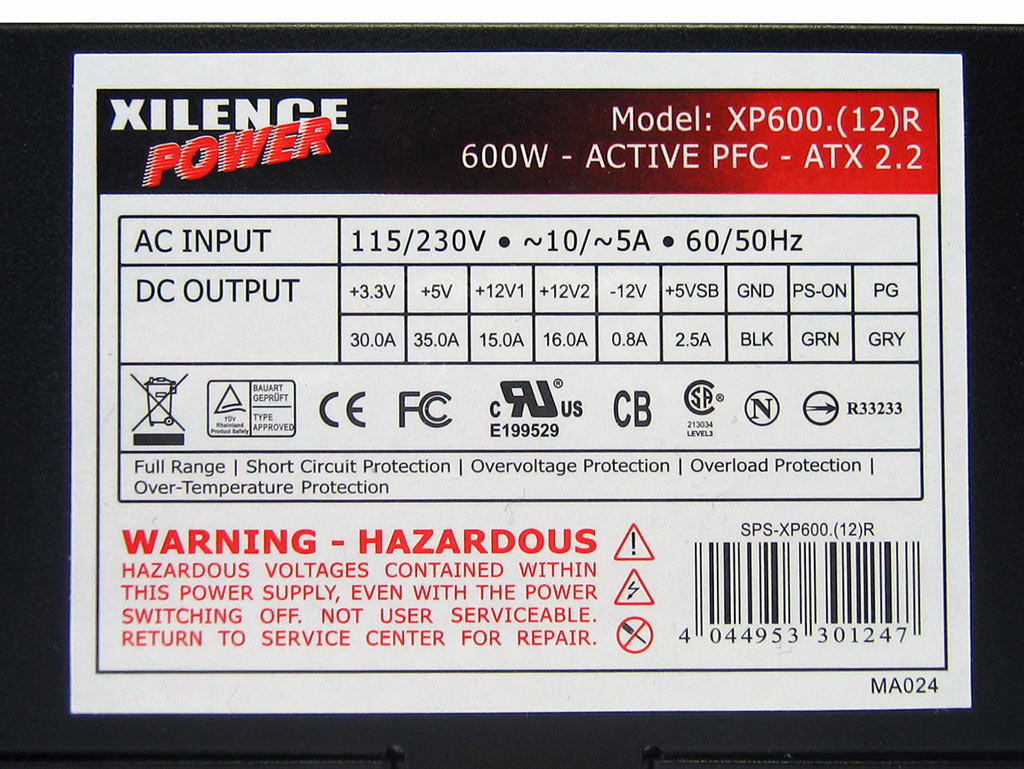 XILENCE
POWER
Model: XP600.(12)R
600W - ACTIVE PFC - ATX 2.2
AC INPUT 115/230V • ~10/~5A • 60/50Hz
DC OUTPUT +3.3V +5V +12V1 +12V2 -12V +5VSB GND PS-ON PG
30.0A 35.0A 15.0A 16.0A 0.8A 2.5A BLK GRN GRY
BAUART
GEPRÜFT
TYPE
APPROVED
TÜV
Rheinland
Product Safety
CE FC
c RU US
E199529
CB
SA
213034
LEVEL3
N
R33233
Full Range | Short Circuit Protection | Overvoltage Protection | Overload Protection |
Over-Temperature Protection
WARNING - HAZARDOUS
HAZARDOUS VOLTAGES CONTAINED WITHIN
THIS POWER SUPPLY, EVEN WITH THE POWER
SWITCHING OFF. NOT USER SERVICEABLE.
RETURN TO SERVICE CENTER FOR REPAIR.
SPS-XP600.(12)R
4 044953 301247
MA024